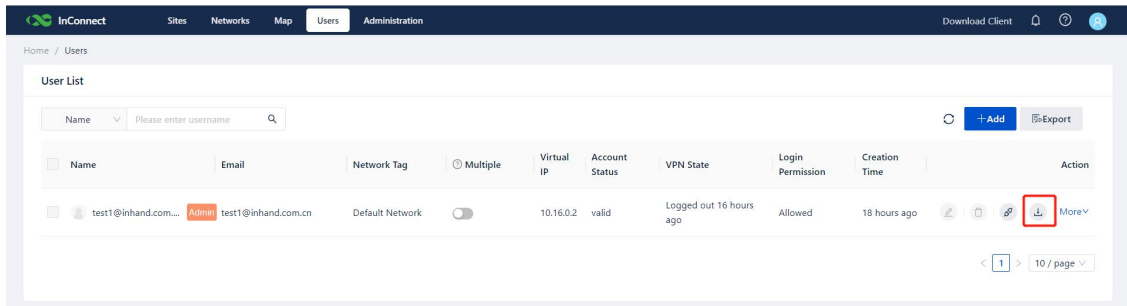 InConnect Sites Networks Map Users Administration Download Client
Home / Users
User List
Name Please enter username +Add Export
Name Email Network Tag Multiple Virtual IP Account Status VPN State Login Permission Creation Time Action
test1@inhand.com.... Admin test1@inhand.com.cn Default Network 10.16.0.2 valid Logged out 16 hours ago Allowed 18 hours ago More
< 1 > 10 / page